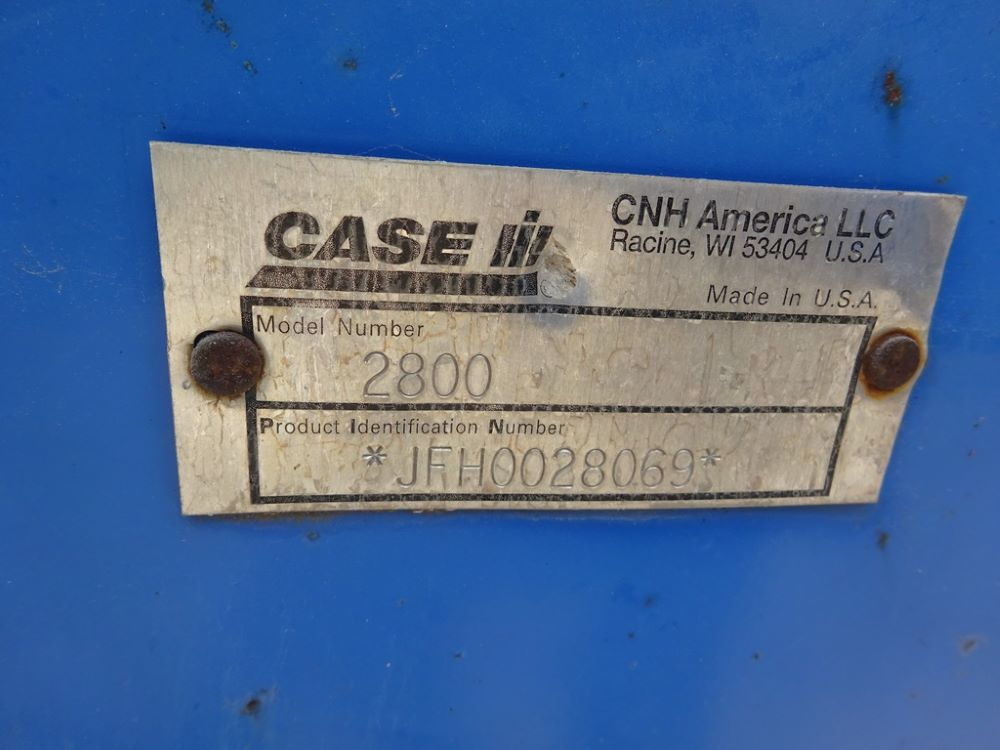 CASE IH
CNH America LLC
Racine, WI 53404 U.S.A
Made In U.S.A.
Model Number
2800
Product Identification Number
*JFH0028069*